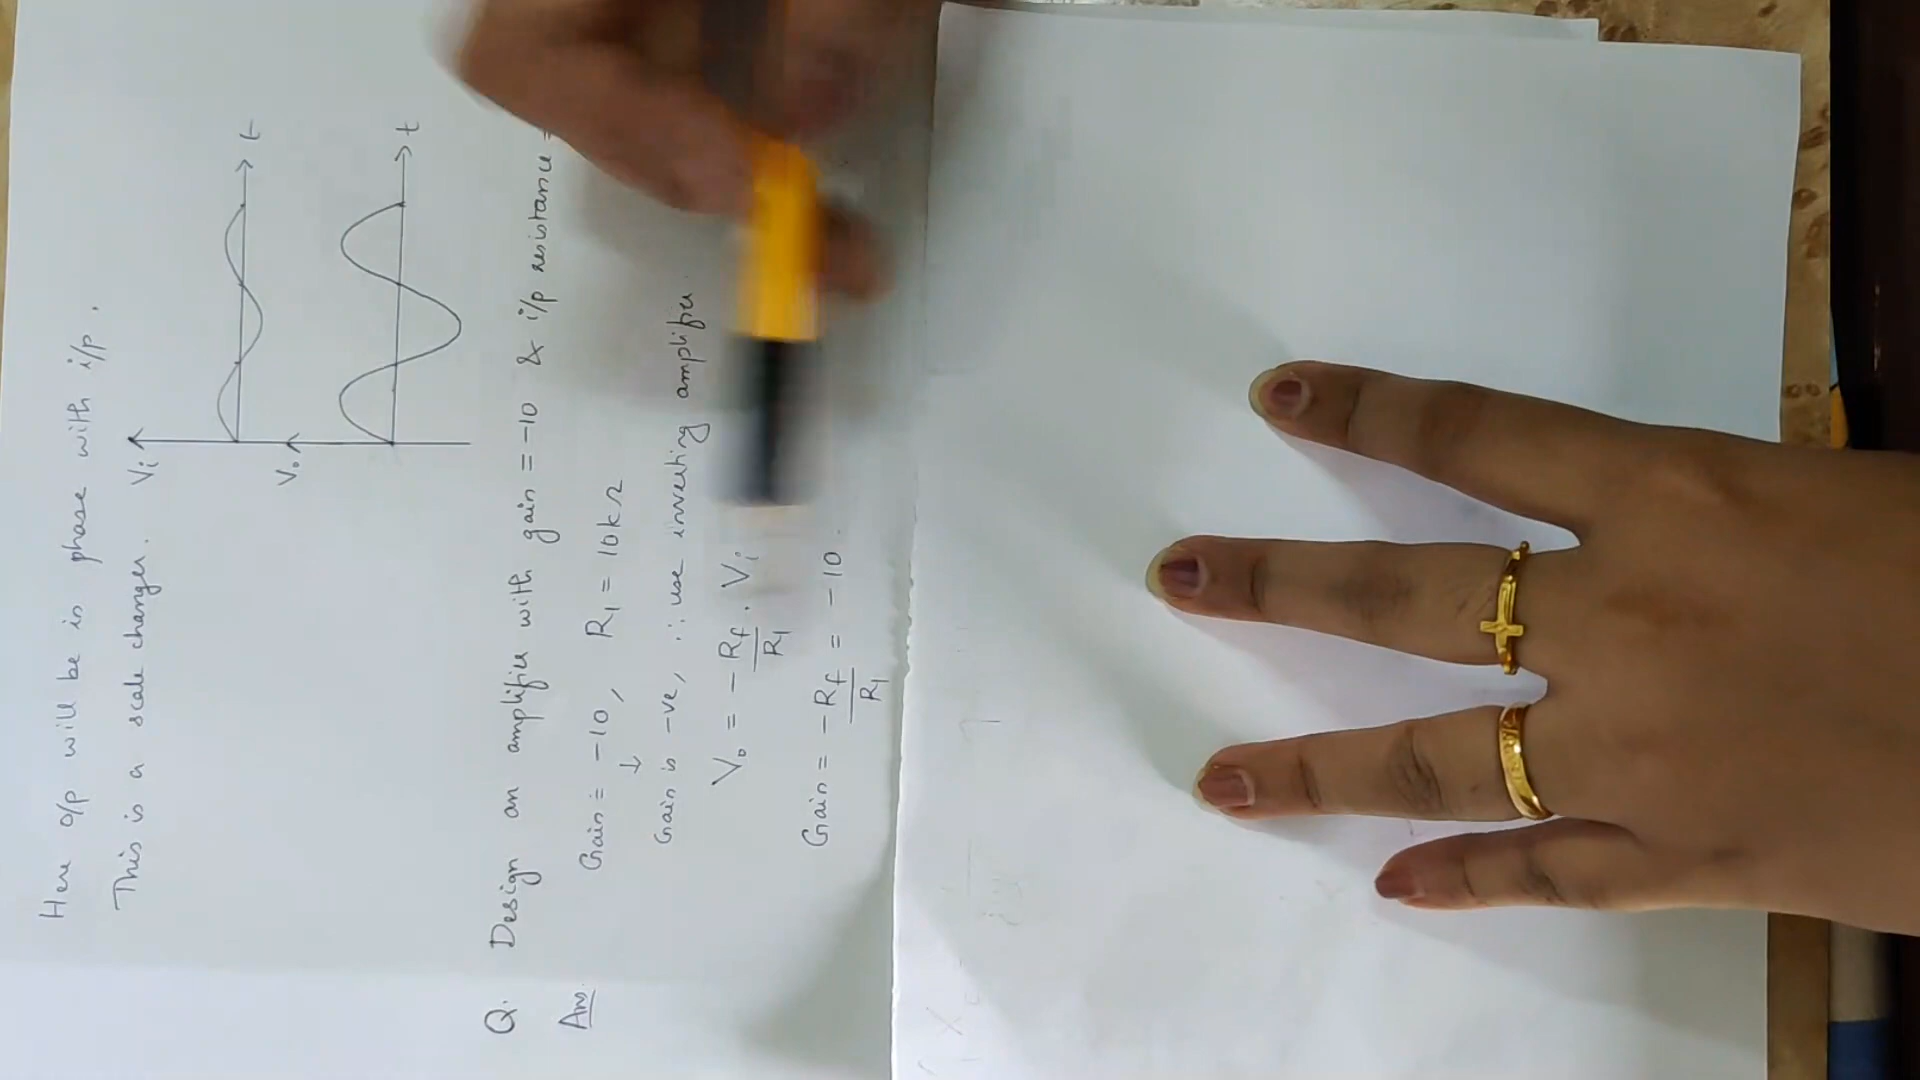 Here o/p will be in phase with i/p.
This is a scale changer.
Vi
t
Vo
t
Q. Design an amplifier with gain = -10 & i/p resistance =
Ans. Gain = -10, R1 = 10kΩ
↓
Gain is -ve, ∴ use inverting amplifier.
Vo = -Rf/R1 . Vi
Gain = -Rf/R1 = -10.